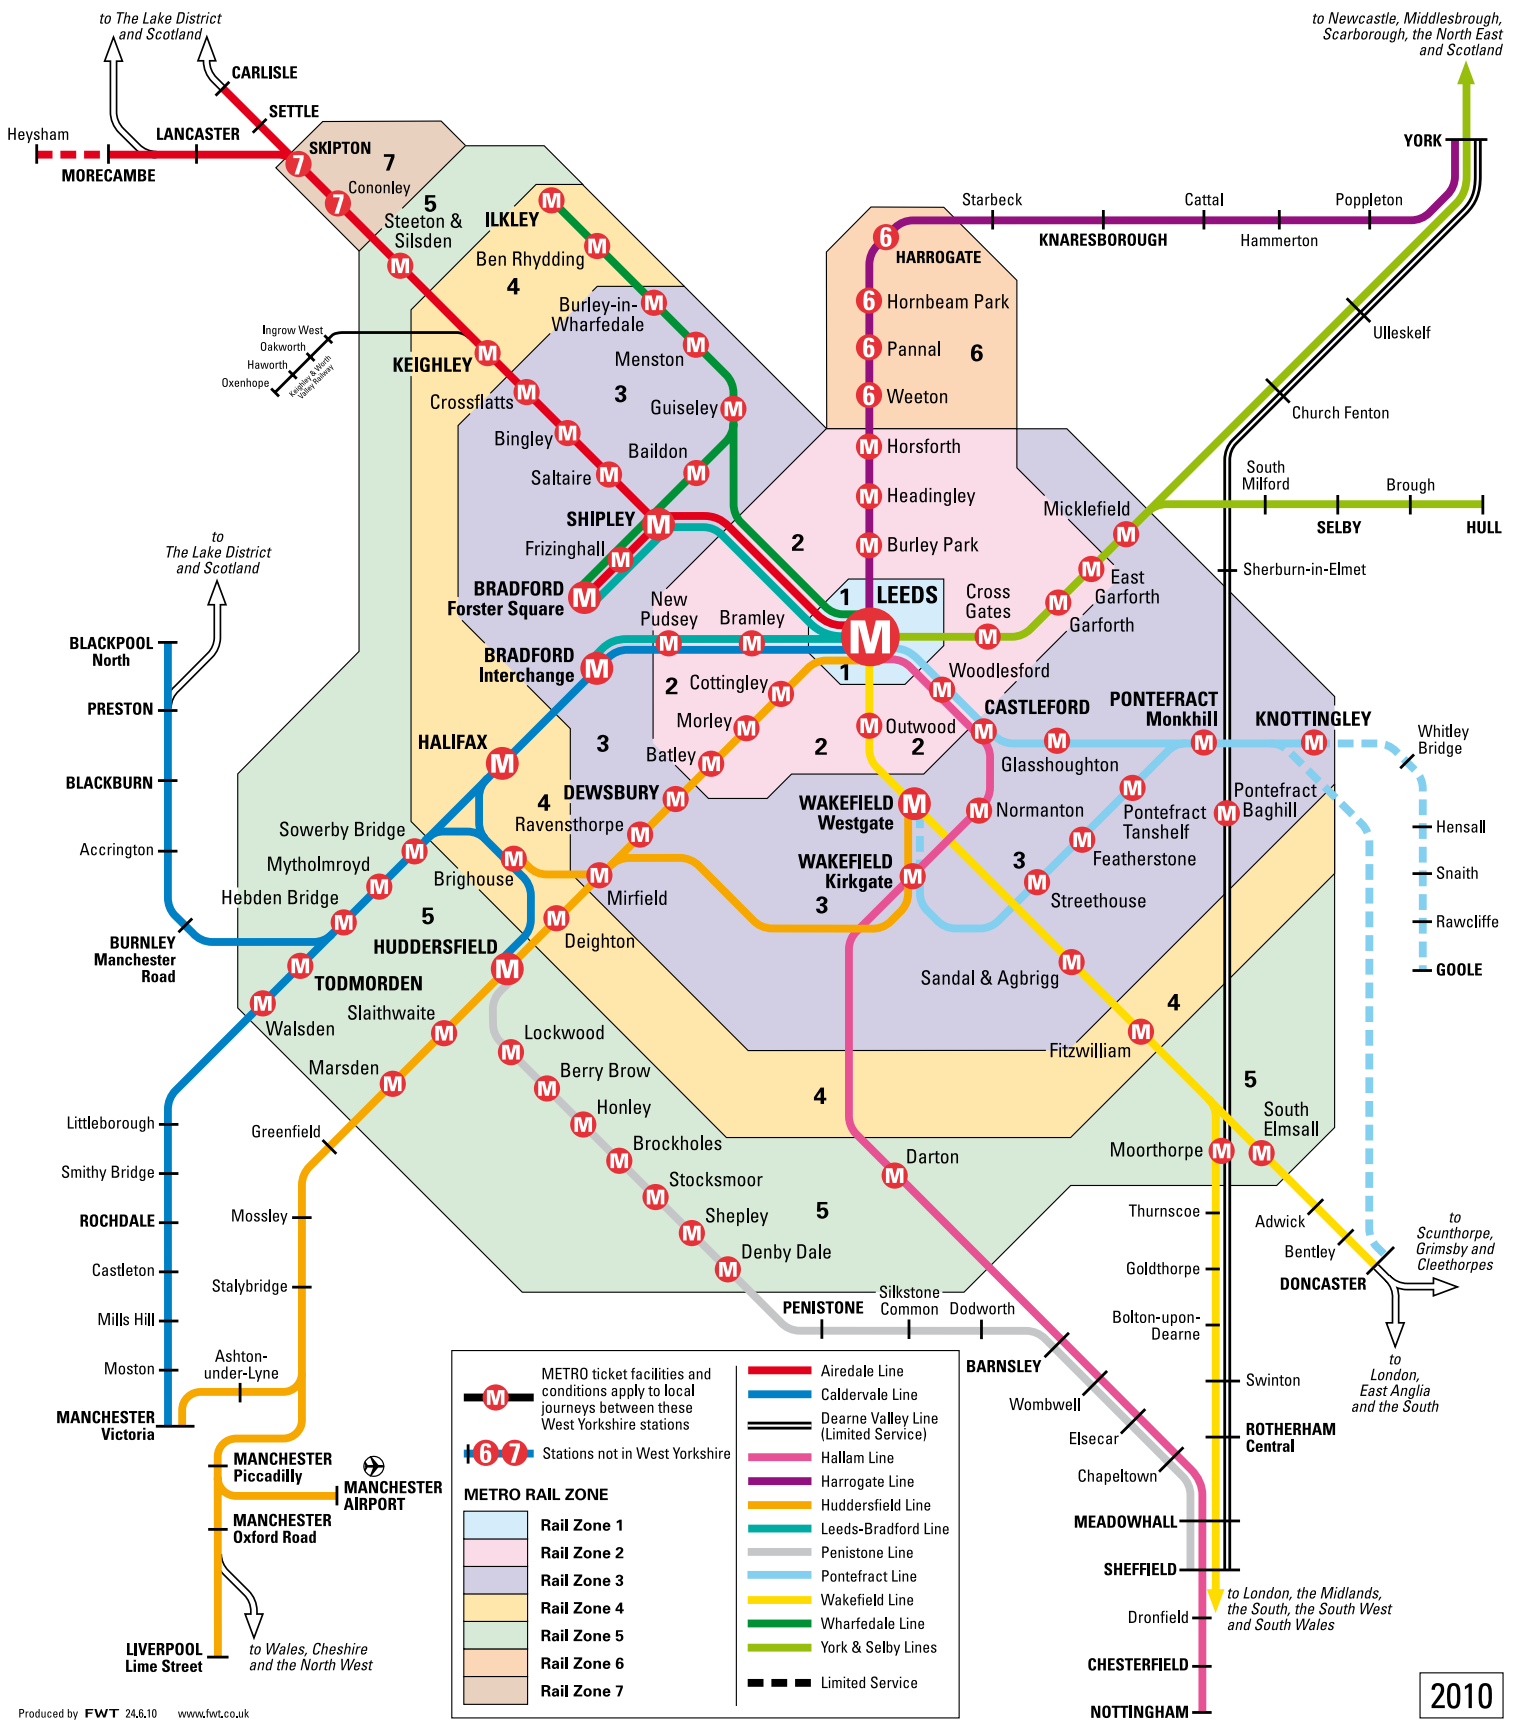 to The Lake District
and Scotland
to Newcastle, Middlesbrough,
Scarborough, the North East
and Scotland
CARLISLE
SETTLE
Heysham
LANCASTER
MORECAMBE
SKIPTON
7
7
7
Cononley
5
Steeton &
Silsden
M
YORK
Starbeck
Cattal
Poppleton
KNARESBOROUGH
Hammerton
M
ILKLEY
M
Ben Rhydding
4
M
Burley-in-
Wharfedale
M
Menston
6
HARROGATE
6
Hornbeam Park
6
Pannal
6
6
Weeton
Ulleskelf
Church Fenton
Ingrow West
Oakworth
Haworth
Oxenhope
Keighley & Worth
Valley Railway
KEIGHLEY
M
Crossflatts
M
3
Guiseley
M
Bingley
M
Baildon
M
Saltaire
M
M
Horsforth
M
Headingley
M
Burley Park
SHIPLEY
M
Frizinghall
M
BRADFORD
Forster Square
M
2
Micklefield
M
South
Milford
Brough
SELBY
HULL
M
East
Garforth
Sherburn-in-Elmet
M
Garforth
Cross
Gates
M
1
LEEDS
M
1
New
Pudsey
M
Bramley
M
to
The Lake District
and Scotland
BLACKPOOL
North
PRESTON
BLACKBURN
Accrington
BURNLEY
Manchester
Road
BRADFORD
Interchange
M
2
Cottingley
M
Morley
M
Batley
M
3
2
2
M
Outwood
Woodlesford
M
CASTLEFORD
M
M
Glasshoughton
PONTEFRACT
Monkhill
M
KNOTTINGLEY
M
Whitley
Bridge
Hensall
Snaith
Rawcliffe
GOOLE
HALIFAX
M
4
DEWSBURY
M
Ravensthorpe
M
WAKEFIELD
Westgate
M
M
Normanton
M
Pontefract
Tanshelf
M
Pontefract
Baghill
M
Featherstone
Sowerby Bridge
M
Mytholmroyd
M
Hebden Bridge
M
Brighouse
M
M
Mirfield
WAKEFIELD
Kirkgate
M
3
3
M
Streethouse
5
HUDDERSFIELD
M
M
Deighton
M
TODMORDEN
M
Walsden
Slaithwaite
M
Marsden
M
Sandal & Agbrigg
M
4
Fitzwilliam
M
5
South
Elmsall
M
Moorthorpe
M
M
Lockwood
M
Berry Brow
M
Honley
M
Brockholes
M
Stocksmoor
M
Shepley
M
Denby Dale
4
Darton
M
5
Littleborough
Smithy Bridge
ROCHDALE
Castleton
Mills Hill
Moston
MANCHESTER
Victoria
Greenfield
Mossley
Stalybridge
Ashton-
under-Lyne
MANCHESTER
Piccadilly
MANCHESTER
AIRPORT
MANCHESTER
Oxford Road
LIVERPOOL
Lime Street
to Wales, Cheshire
and the North West
PENISTONE
Silkstone
Common
Dodworth
BARNSLEY
Wombwell
Elsecar
Chapeltown
MEADOWHALL
SHEFFIELD
Dronfield
CHESTERFIELD
NOTTINGHAM
Thurnscoe
Goldthorpe
Bolton-upon-
Dearne
Swinton
ROTHERHAM
Central
Adwick
Bentley
DONCASTER
to
Scunthorpe,
Grimsby and
Cleethorpes
to
London,
East Anglia
and the South
to London, the Midlands,
the South, the South West
and South Wales
M
METRO ticket facilities and
conditions apply to local
journeys between these
West Yorkshire stations
6 7
Stations not in West Yorkshire
METRO RAIL ZONE
Rail Zone 1
Rail Zone 2
Rail Zone 3
Rail Zone 4
Rail Zone 5
Rail Zone 6
Rail Zone 7
Airedale Line
Caldervale Line
Dearne Valley Line
(Limited Service)
Hallam Line
Harrogate Line
Huddersfield Line
Leeds-Bradford Line
Penistone Line
Pontefract Line
Wakefield Line
Wharfedale Line
York & Selby Lines
Limited Service
2010
Produced by FWT 24.6.10 www.fwt.co.uk